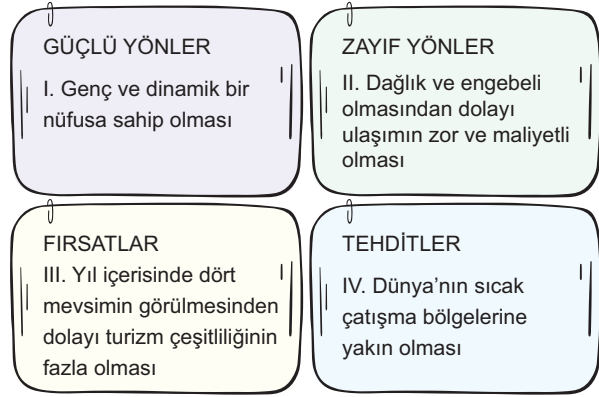 GÜÇLÜ YÖNLER
I. Genç ve dinamik bir
nüfusa sahip olması
ZAYIF YÖNLER
II. Dağlık ve engebeli
olmasından dolayı
ulaşımın zor ve maliyetli
olması
FIRSATLAR
III. Yıl içerisinde dört
mevsimin görülmesinden
dolayı turizm çeşitliliğinin
fazla olması
TEHDİTLER
IV. Dünya’nın sıcak
çatışma bölgelerine
yakın olması